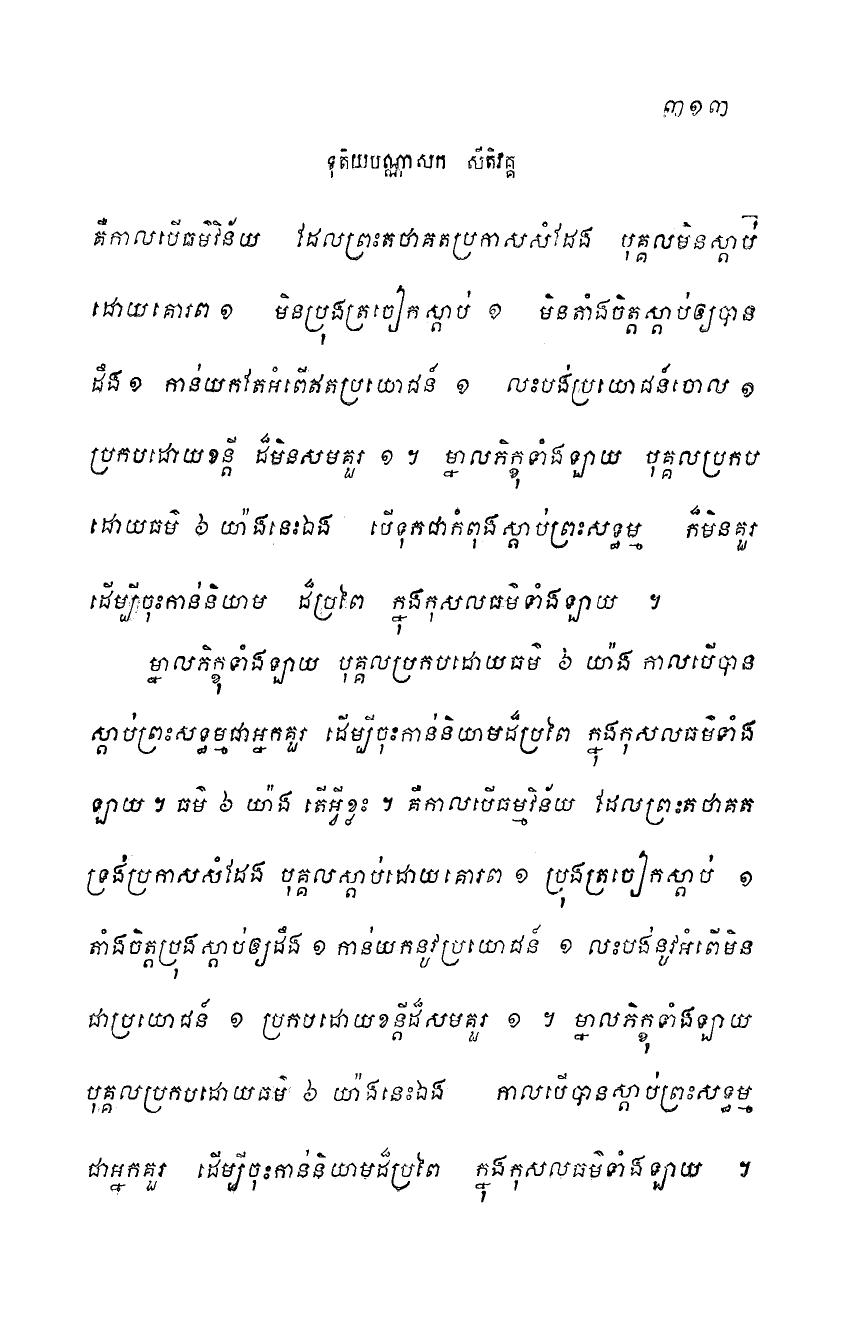 ៣១៣
ទុតិយបណ្ណាសក សីតិវគ្គ
គឺកាលបើធម៌វិន័យ ដែលព្រះតថាគតប្រកាសសំដែង បុគ្គលមិនស្តាប់
ដោយគោរព ១ មិនប្រុងត្រចៀកស្តាប់ ១ មិនតាំងចិត្តស្តាប់ឲ្យបាន
ដឹង ១ កាន់យកតែអំពើឥតប្រយោជន៍ ១ លះបង់ប្រយោជន៍ចោល ១
ប្រកបដោយខន្តី ដ៏មិនសមគួរ ១ ។ ម្នាលភិក្ខុទាំងឡាយ បុគ្គលប្រកប
ដោយធម៌ ៦ យ៉ាងនេះឯង បើទុកជាកំពុងស្តាប់ព្រះសទ្ធម្ម ក៏មិនគួរ
ដើម្បីចុះកាន់និយាម ដ៏ប្រពៃ ក្នុងកុសលធម៌ទាំងឡាយ ។
ម្នាលភិក្ខុទាំងឡាយ បុគ្គលប្រកបដោយធម៌ ៦ យ៉ាង កាលបើបាន
ស្តាប់ព្រះសទ្ធម្មជាអ្នកគួរ ដើម្បីចុះកាន់និយាមដ៏ប្រពៃ ក្នុងកុសលធម៌ទាំង
ឡាយ ។ ធម៌ ៦ យ៉ាង តើអ្វីខ្លះ ។ គឺកាលបើធម្មវិន័យ ដែលព្រះតថាគត
ទ្រង់ប្រកាសសំដែង បុគ្គលស្តាប់ដោយគោរព ១ ប្រុងត្រចៀកស្តាប់ ១
តាំងចិត្តប្រុងស្តាប់ឲ្យដឹង ១ កាន់យកនូវប្រយោជន៍ ១ លះបង់នូវអំពើមិន
ជាប្រយោជន៍ ១ ប្រកបដោយខន្តីដ៏សមគួរ ១ ។ ម្នាលភិក្ខុទាំងឡាយ
បុគ្គលប្រកបដោយធម៌ ៦ យ៉ាងនេះឯង កាលបើបានស្តាប់ព្រះសទ្ធម្ម
ជាអ្នកគួរ ដើម្បីចុះកាន់និយាមដ៏ប្រពៃ ក្នុងកុសលធម៌ទាំងឡាយ ។